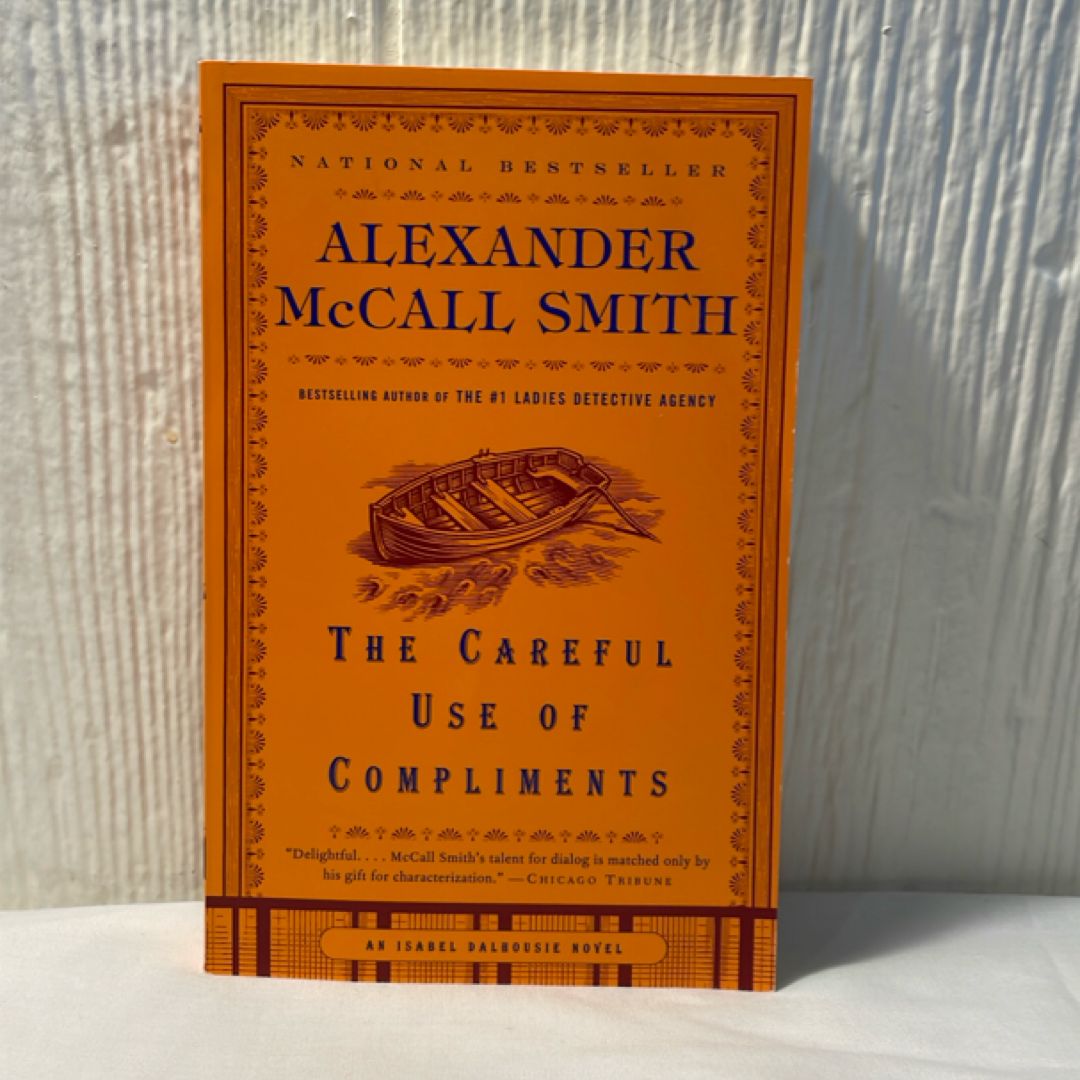 NATIONAL BESTSELLER
ALEXANDER
McCALL SMITH
BESTSELLING AUTHOR OF THE #1 LADIES DETECTIVE AGENCY
THE CAREFUL
USE OF
COMPLIMENTS
“Delightful. . . . McCall Smith’s talent for dialog is matched only by
his gift for characterization.” —CHICAGO TRIBUNE
AN ISABEL DALHOUSIE NOVEL